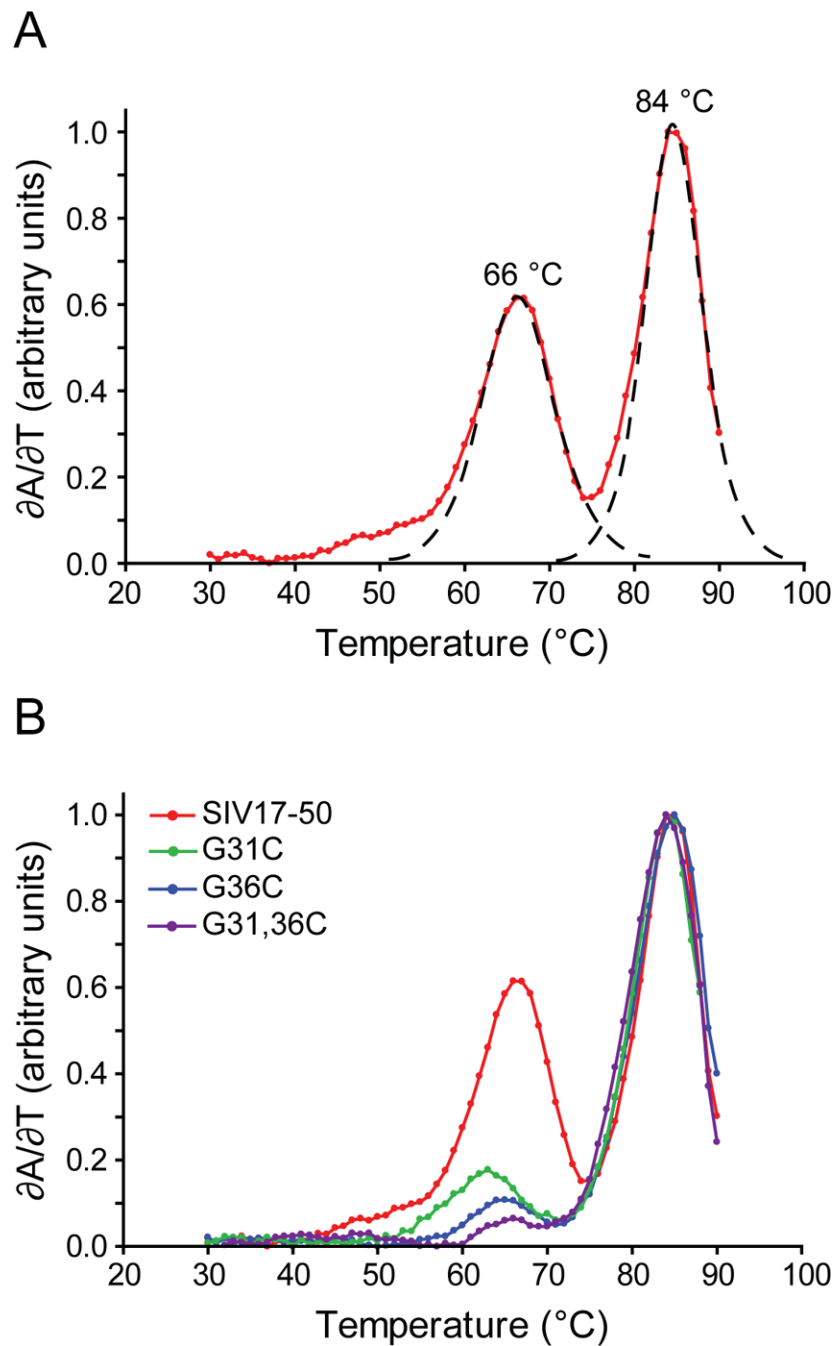 A
84 °C
66 °C
1.0
0.8
0.6
0.4
0.2
0.0
∂A/∂T (arbitrary units)
20 30 40 50 60 70 80 90 100
Temperature (°C)
B
SIV17-50
G31C
G36C
G31,36C
1.0
0.8
0.6
0.4
0.2
0.0
∂A/∂T (arbitrary units)
20 30 40 50 60 70 80 90 100
Temperature (°C)